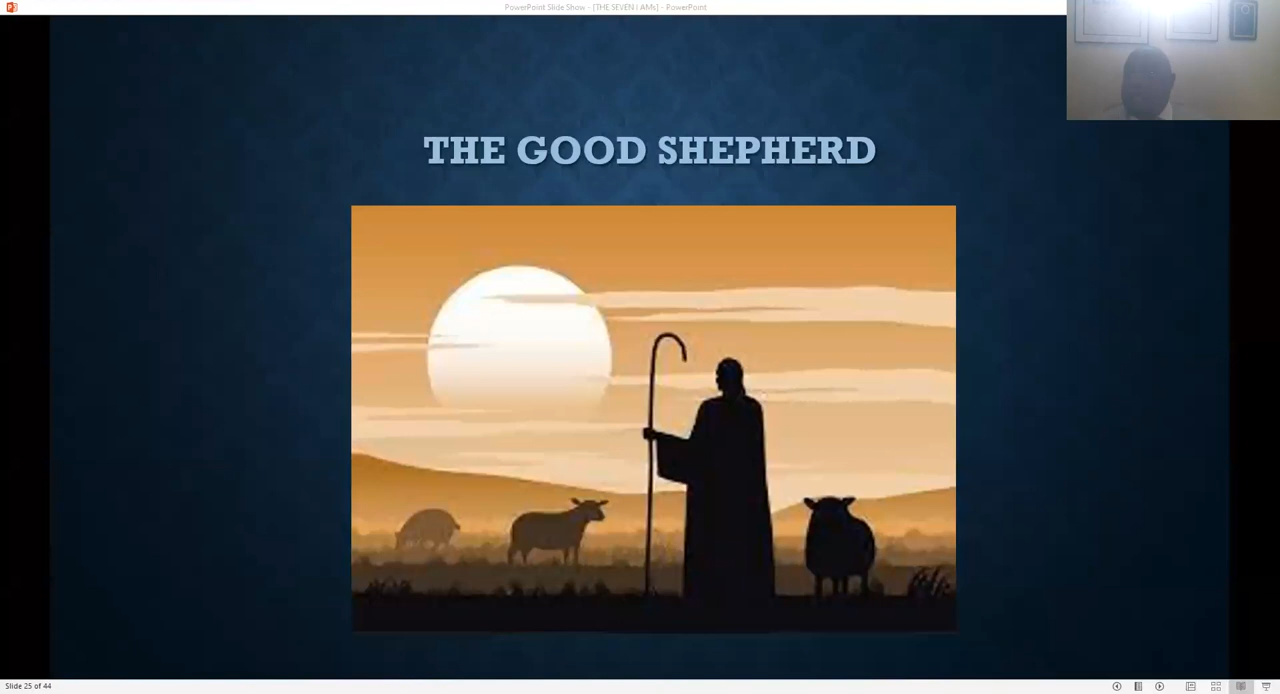 PowerPoint Slide Show - [THE SEVEN I AMs] - PowerPoint
THE GOOD SHEPHERD
Slide 25 of 44